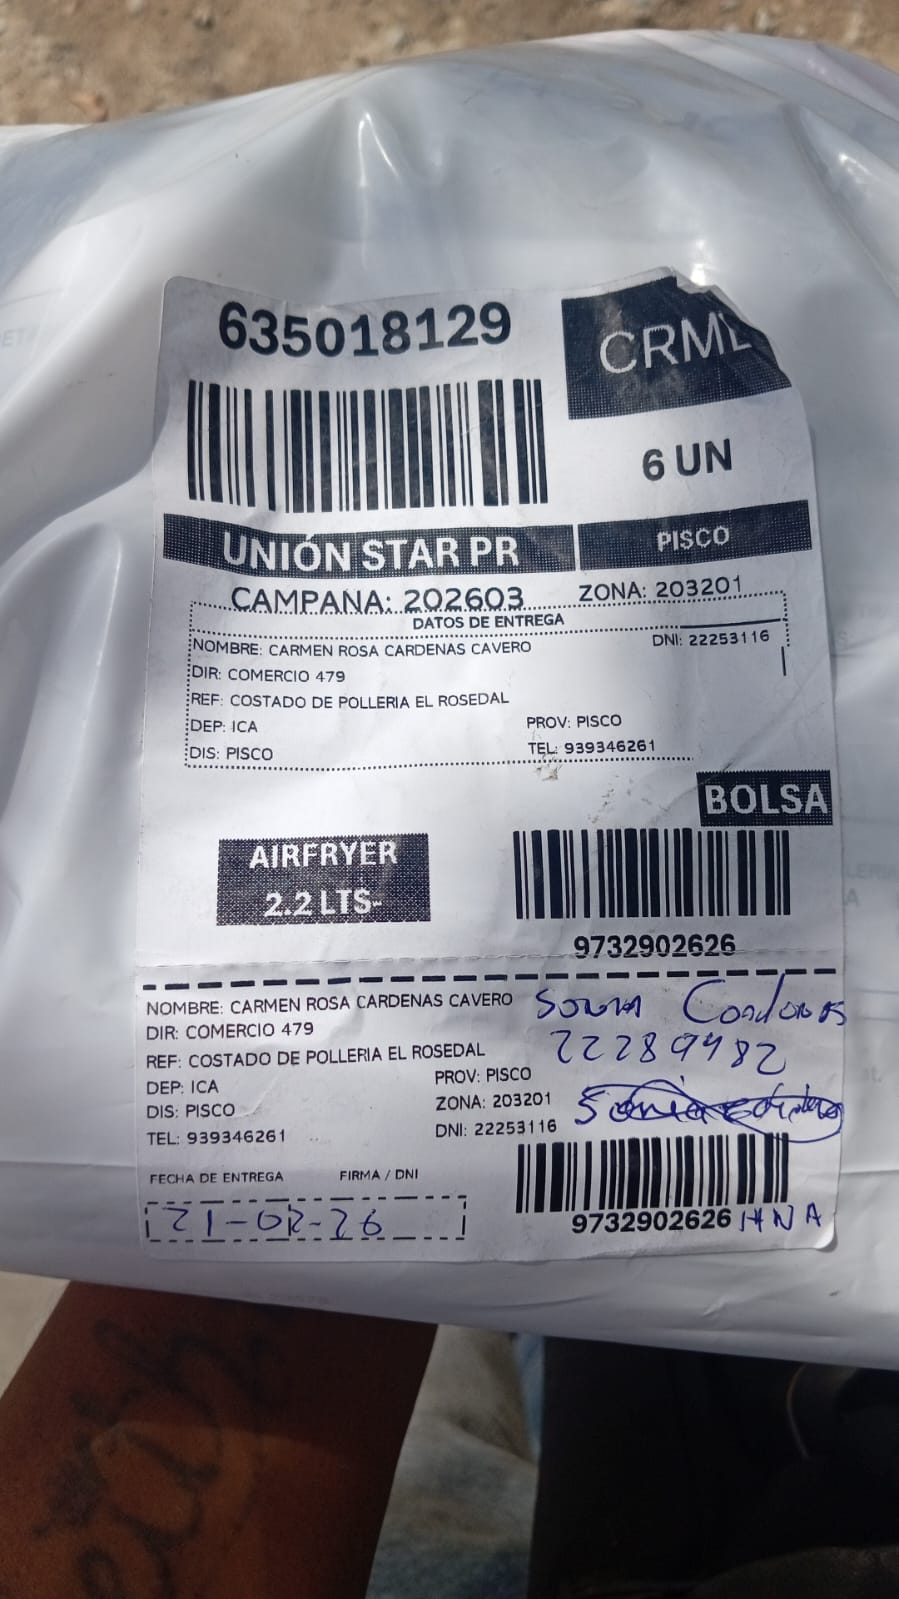 635018129
CRML
6 UN
UNIÓN STAR PR
PISCO
CAMPAÑA: 202603
ZONA: 203201
DATOS DE ENTREGA
NOMBRE: CARMEN ROSA CARDENAS CAVERO
DNI: 22253116
DIR: COMERCIO 479
REF: COSTADO DE POLLERIA EL ROSEDAL
DEP: ICA
PROV: PISCO
DIS: PISCO
TEL: 939346261
BOLSA
AIRFRYER
2.2 LTS-
9732902626
NOMBRE: CARMEN ROSA CARDENAS CAVERO
DIR: COMERCIO 479
REF: COSTADO DE POLLERIA EL ROSEDAL
DEP: ICA
PROV: PISCO
DIS: PISCO
ZONA: 203201
TEL: 939346261
DNI: 22253116
22289482
FECHA DE ENTREGA
FIRMA / DNI
21-02-26
9732902626 HNA